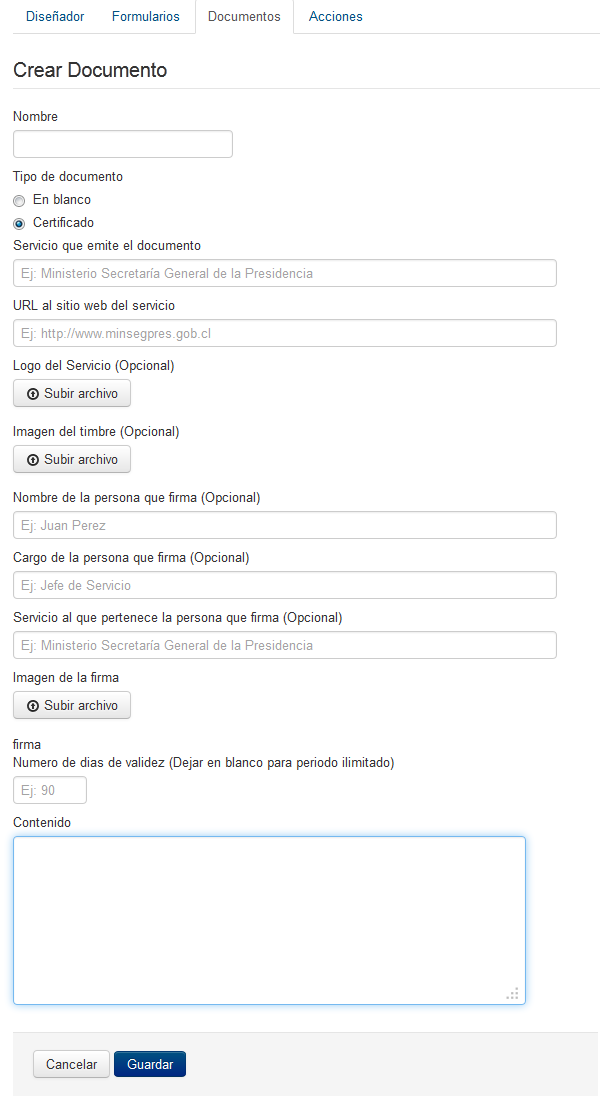 Diseñador Formularios Documentos Acciones
Crear Documento
Nombre
Tipo de documento
En blanco
Certificado
Servicio que emite el documento
Ej: Ministerio Secretaría General de la Presidencia
URL al sitio web del servicio
Ej: http://www.minsegpres.gob.cl
Logo del Servicio (Opcional)
Subir archivo
Imagen del timbre (Opcional)
Subir archivo
Nombre de la persona que firma (Opcional)
Ej: Juan Perez
Cargo de la persona que firma (Opcional)
Ej: Jefe de Servicio
Servicio al que pertenece la persona que firma (Opcional)
Ej: Ministerio Secretaría General de la Presidencia
Imagen de la firma
Subir archivo
firma
Numero de dias de validez (Dejar en blanco para periodo ilimitado)
Ej: 90
Contenido
Cancelar Guardar